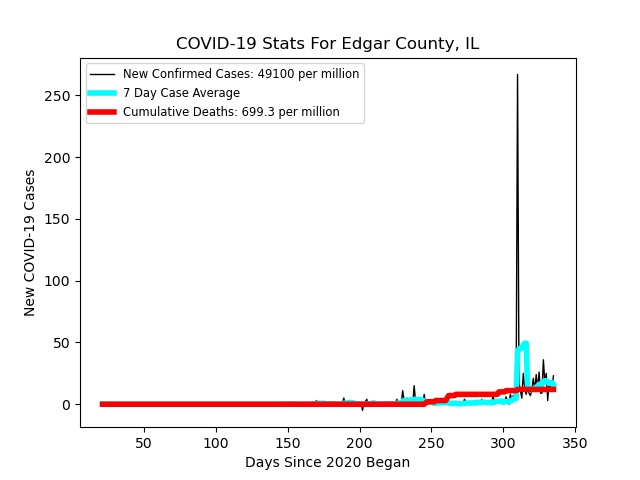 COVID-19 Stats For Edgar County, IL
New Confirmed Cases: 49100 per million
7 Day Case Average
Cumulative Deaths: 699.3 per million
New COVID-19 Cases
250
200
150
100
50
0
50 100 150 200 250 300 350
Days Since 2020 Began